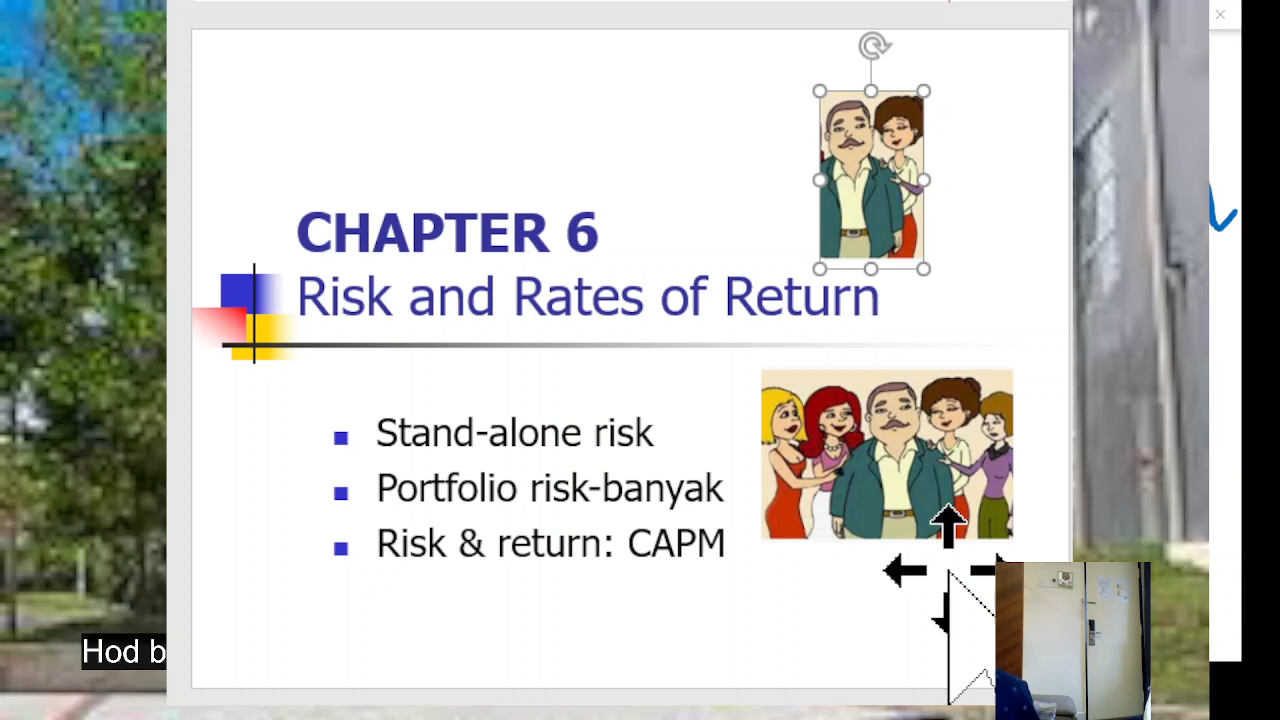 CHAPTER 6
Risk and Rates of Return
Stand-alone risk
Portfolio risk-banyak
Risk & return: CAPM
Hod b